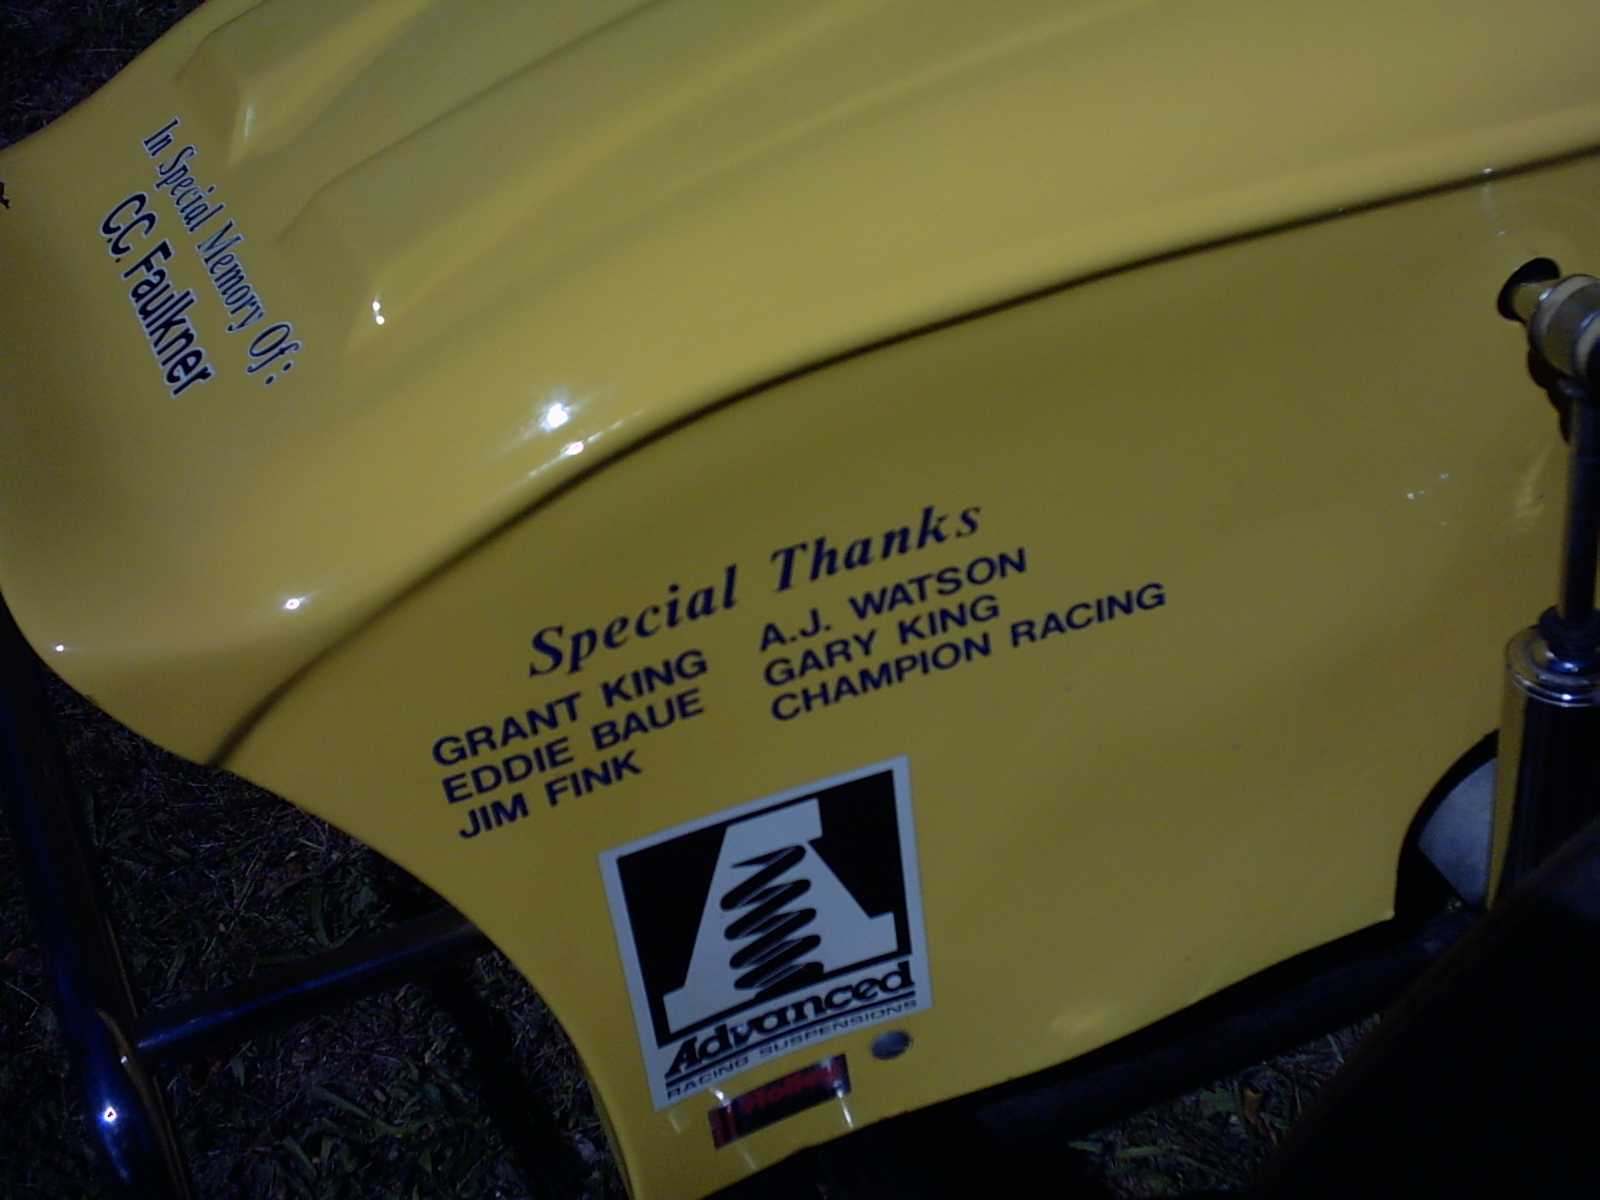 In Special Memory Of:
C.C. Faulkner
Special Thanks
GRANT KING
EDDIE BAUE
JIM FINK
A.J. WATSON
GARY KING
CHAMPION RACING
A
Advanced
RACING SUSPENSIONS
Holley